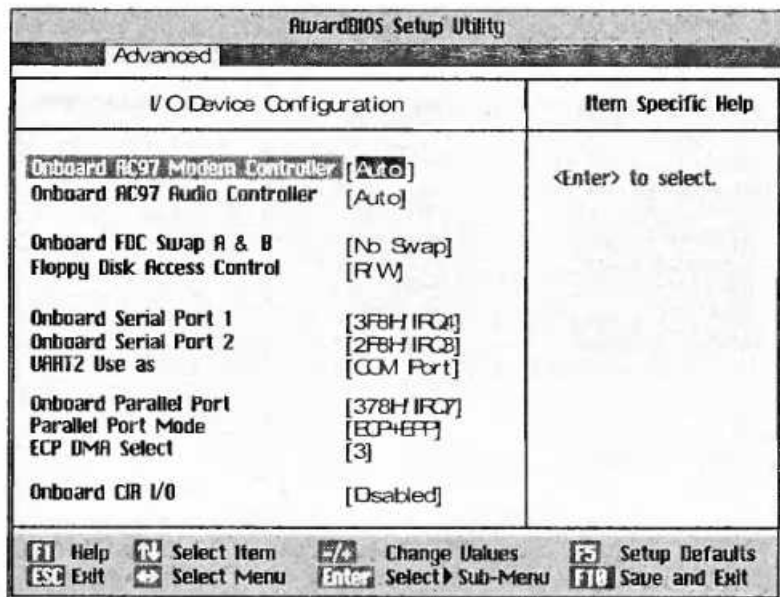 AwardBIOS Setup Utility
Advanced
I/O Device Configuration
Item Specific Help
Onboard AC97 Modem Controller [Auto]
Onboard AC97 Audio Controller [Auto]
<Enter> to select.
Onboard FDC Swap A & B [No Swap]
Floppy Disk Access Control [R/W]
Onboard Serial Port 1 [3F8H/IRQ4]
Onboard Serial Port 2 [2F8H/IRQ3]
UART2 Use as [COM Port]
Onboard Parallel Port [378H/IRQ7]
Parallel Port Mode [ECP+EPP]
ECP DMA Select [3]
Onboard CIR I/O [Disabled]
F1 Help ↑↓ Select Item -/+ Change Values F5 Setup Defaults
ESC Exit ↔ Select Menu Enter Select ▶ Sub-Menu F10 Save and Exit